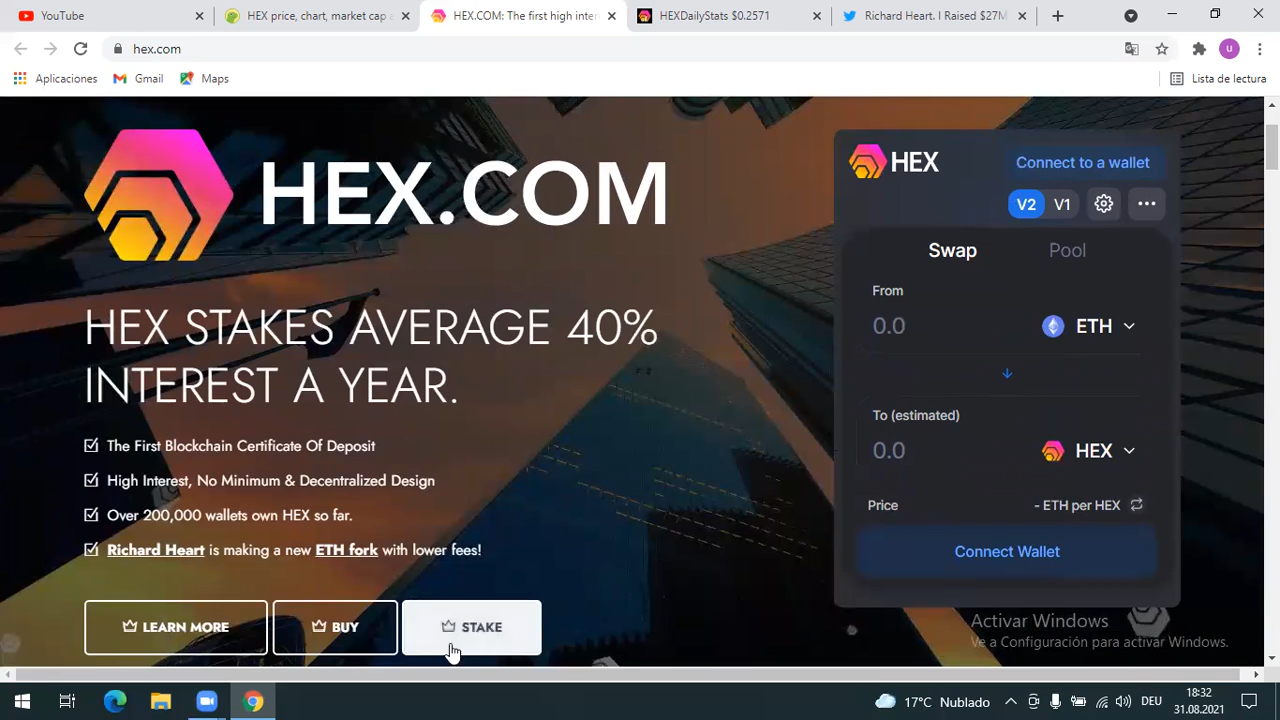 YouTube
HEX price, chart, market cap a
HEX.COM: The first high inter
HEXDailyStats $0.2571
Richard Heart. I Raised $27M
hex.com
u
Aplicaciones
Gmail
Maps
Lista de lectura
HEX.COM
HEX STAKES AVERAGE 40%
INTEREST A YEAR.
The First Blockchain Certificate Of Deposit
High Interest, No Minimum & Decentralized Design
Over 200,000 wallets own HEX so far.
Richard Heart is making a new ETH fork with lower fees!
LEARN MORE
BUY
STAKE
HEX
Connect to a wallet
V2 V1
Swap
Pool
From
0.0
ETH
To (estimated)
0.0
HEX
Price
- ETH per HEX
Connect Wallet
Activar Windows
Ve a Configuración para activar Windows.
17°C Nublado
DEU
18:32
31.08.2021